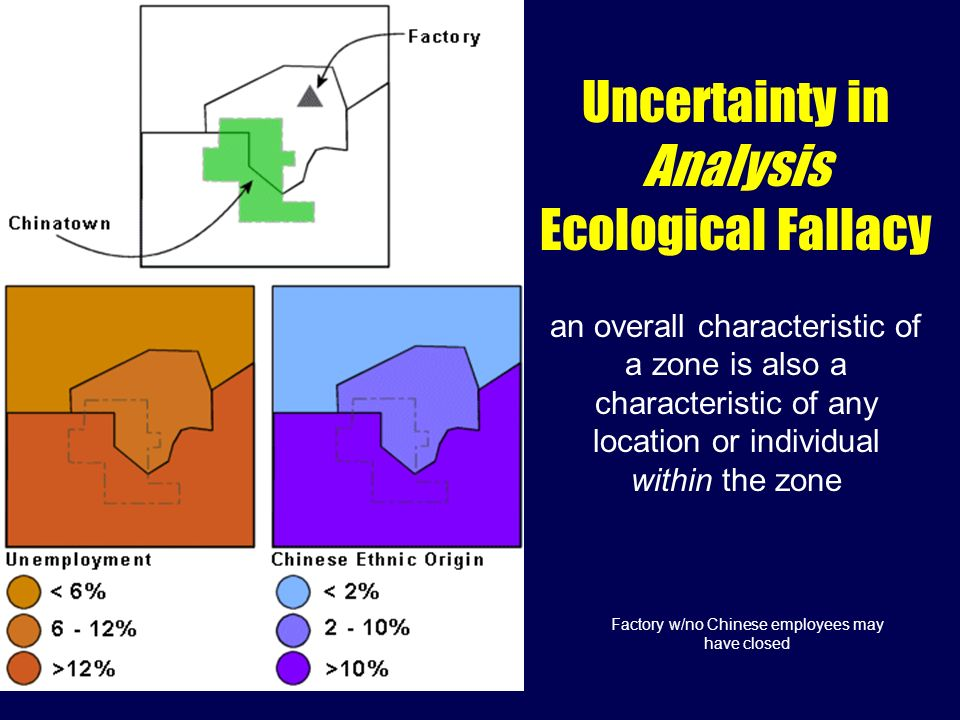 Factory
Chinatown
Uncertainty in
Analysis
Ecological Fallacy
an overall characteristic of
a zone is also a
characteristic of any
location or individual
within the zone
Unemployment
< 6%
6 - 12%
>12%
Chinese Ethnic Origin
< 2%
2 - 10%
>10%
Factory w/no Chinese employees may
have closed